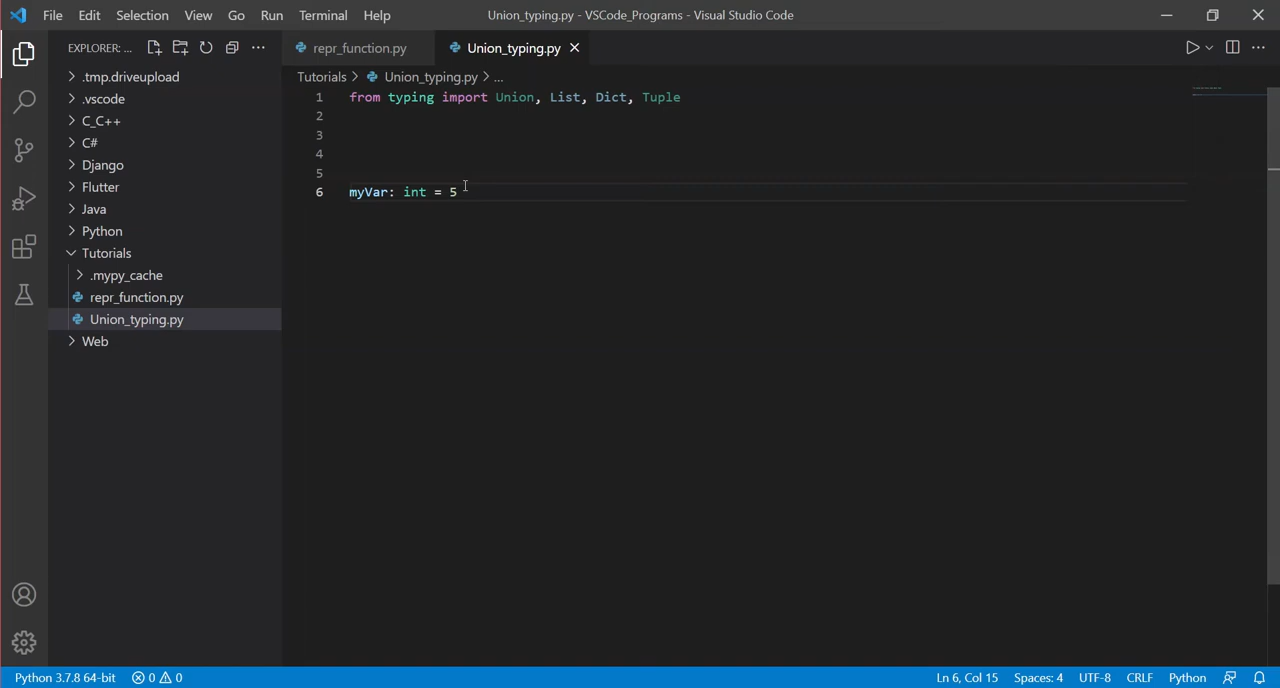 File Edit Selection View Go Run Terminal Help Union_typing.py - VSCode_Programs - Visual Studio Code
EXPLORER: ...
repr_function.py Union_typing.py
Tutorials > Union_typing.py > ...
.tmp.driveupload
.vscode
C_C++
C#
Django
Flutter
Java
Python
Tutorials
.mypy_cache
repr_function.py
Union_typing.py
Web
1 from typing import Union, List, Dict, Tuple
2
3
4
5
6 myVar: int = 5
Python 3.7.8 64-bit 0 0 Ln 6, Col 15 Spaces: 4 UTF-8 CRLF Python